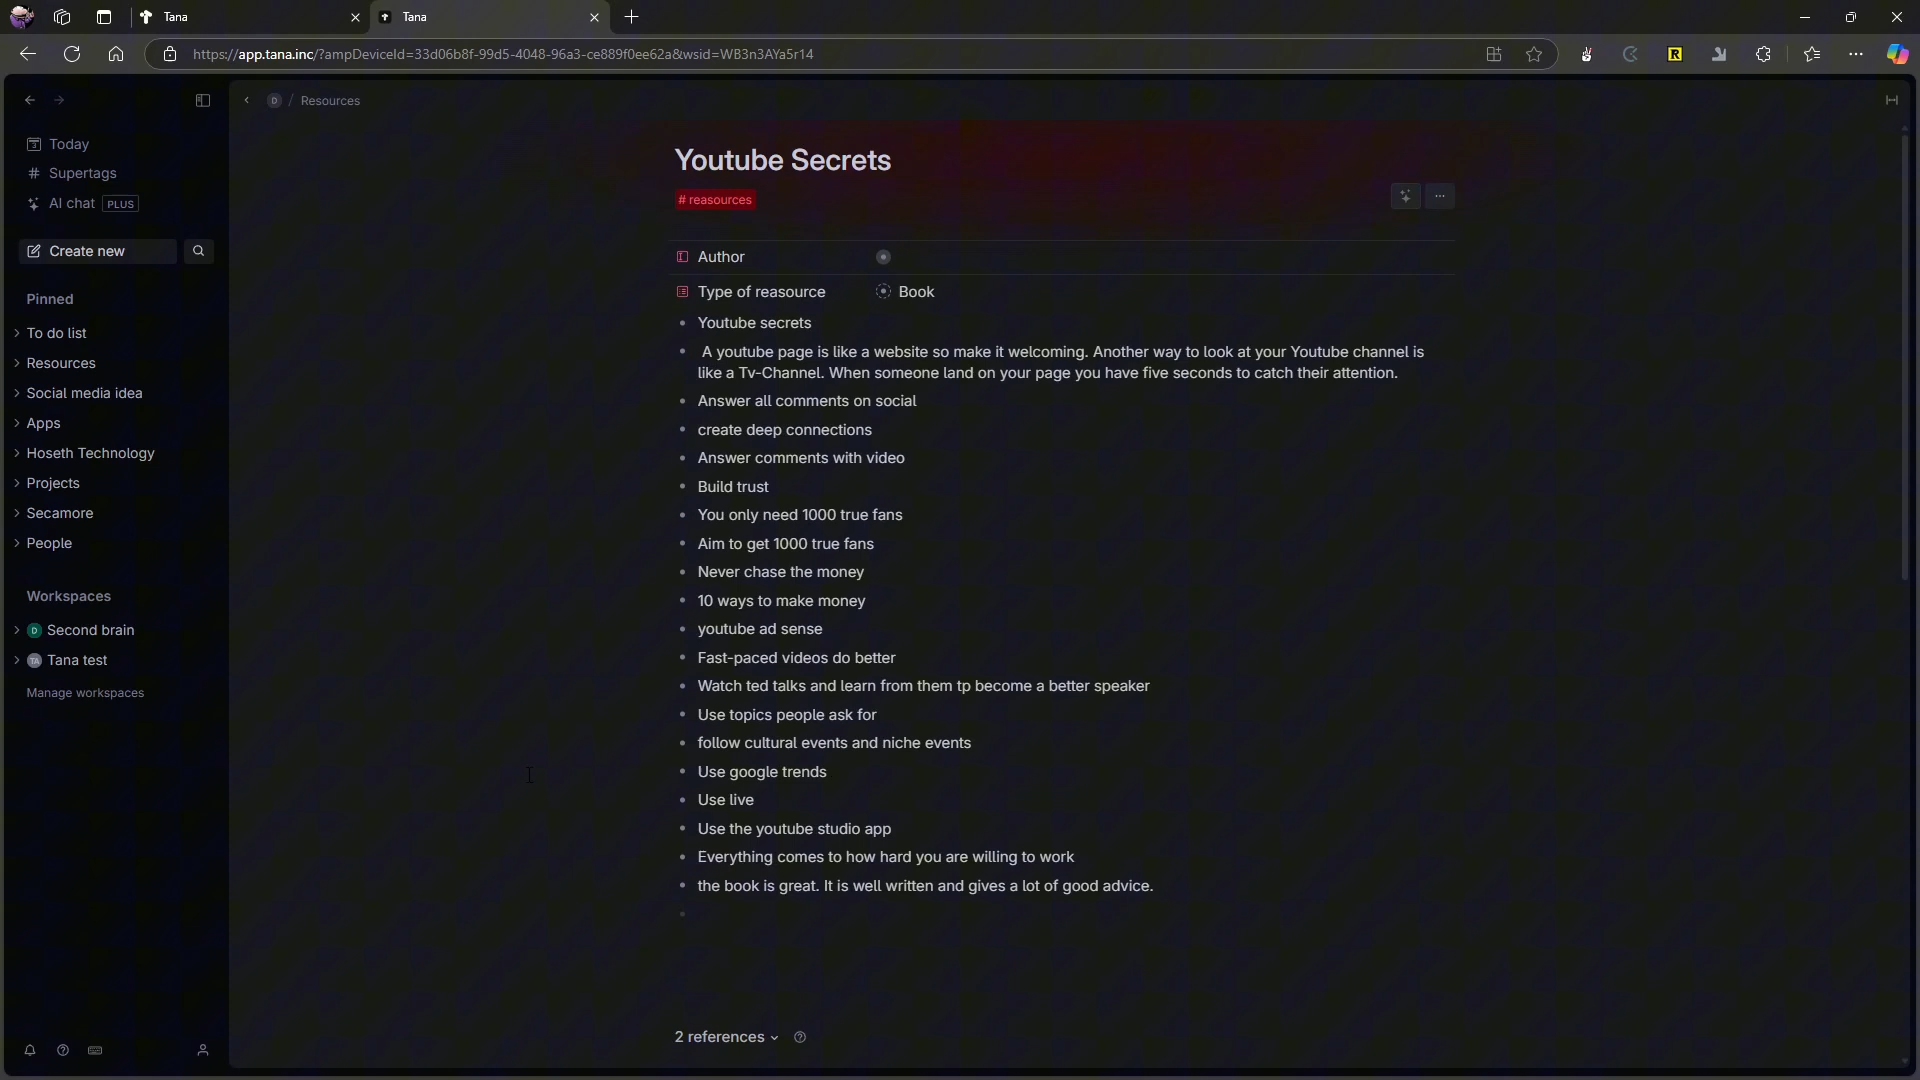 Tana
Tana
https://app.tana.inc/?ampDeviceId=33d06b8f-99d5-4048-96a3-ce889f0ee62a&wsid=WB3n3AYa5r14
R
D / Resources
Today
Supertags
AI chat PLUS
Create new
Pinned
To do list
Resources
Social media idea
Apps
Hoseth Technology
Projects
Secamore
People
Workspaces
D Second brain
TA Tana test
Manage workspaces
Youtube Secrets
# reasources
Author
Type of reasource Book
Youtube secrets
A youtube page is like a website so make it welcoming. Another way to look at your Youtube channel is
like a Tv-Channel. When someone land on your page you have five seconds to catch their attention.
Answer all comments on social
create deep connections
Answer comments with video
Build trust
You only need 1000 true fans
Aim to get 1000 true fans
Never chase the money
10 ways to make money
youtube ad sense
Fast-paced videos do better
Watch ted talks and learn from them tp become a better speaker
Use topics people ask for
follow cultural events and niche events
Use google trends
Use live
Use the youtube studio app
Everything comes to how hard you are willing to work
the book is great. It is well written and gives a lot of good advice.
2 references